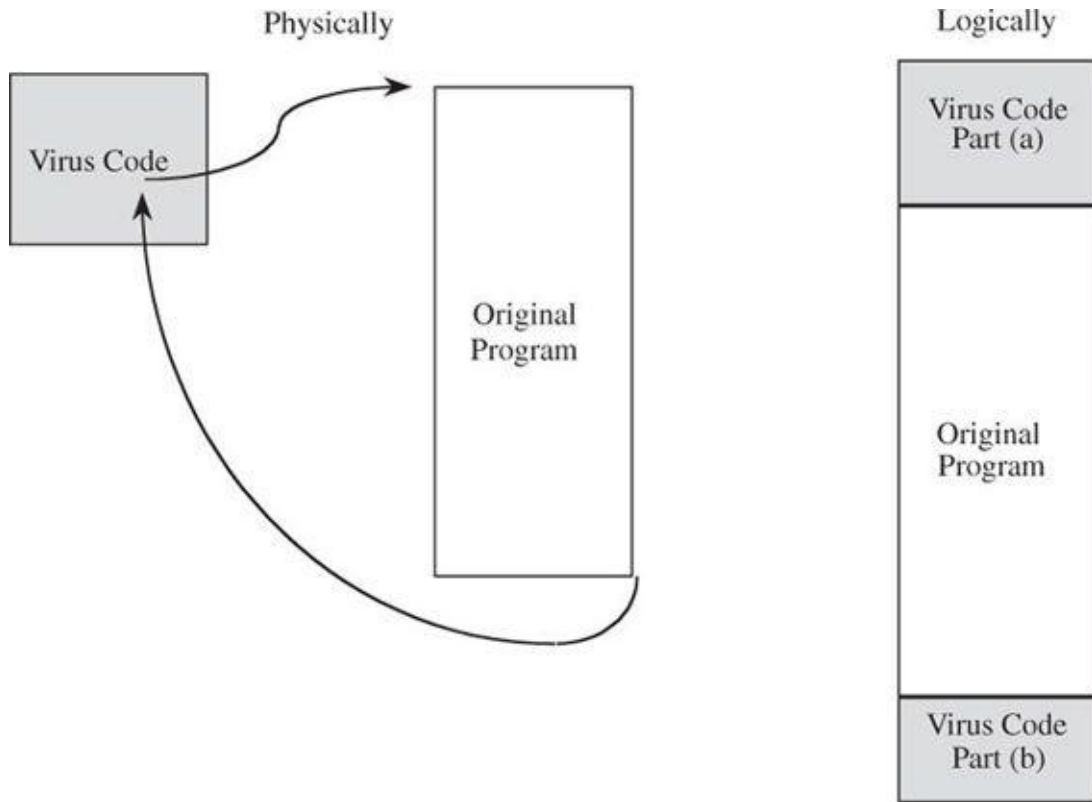 Physically
Logically
Virus Code
Original
Program
Virus Code
Part (a)
Original
Program
Virus Code
Part (b)